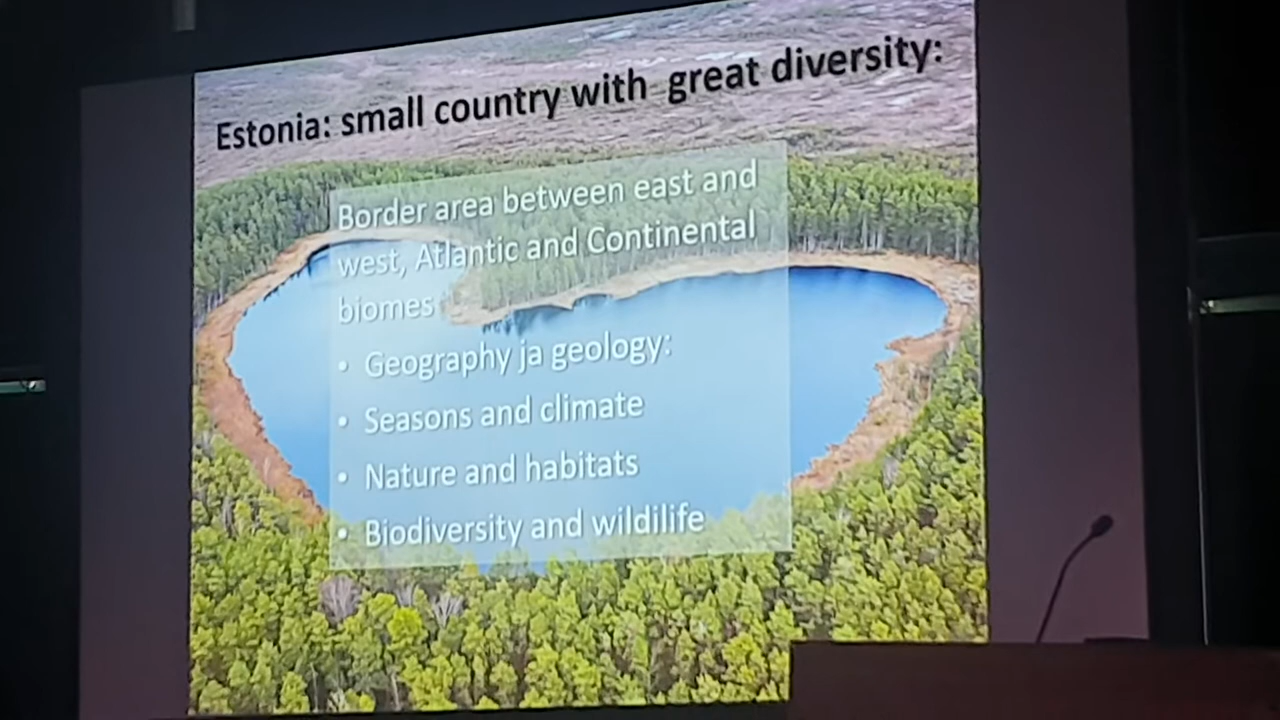 Estonia: small country with great diversity:
Border area between east and
west, Atlantic and Continental
biomes
• Geography ja geology:
• Seasons and climate
• Nature and habitats
• Biodiversity and wildilife